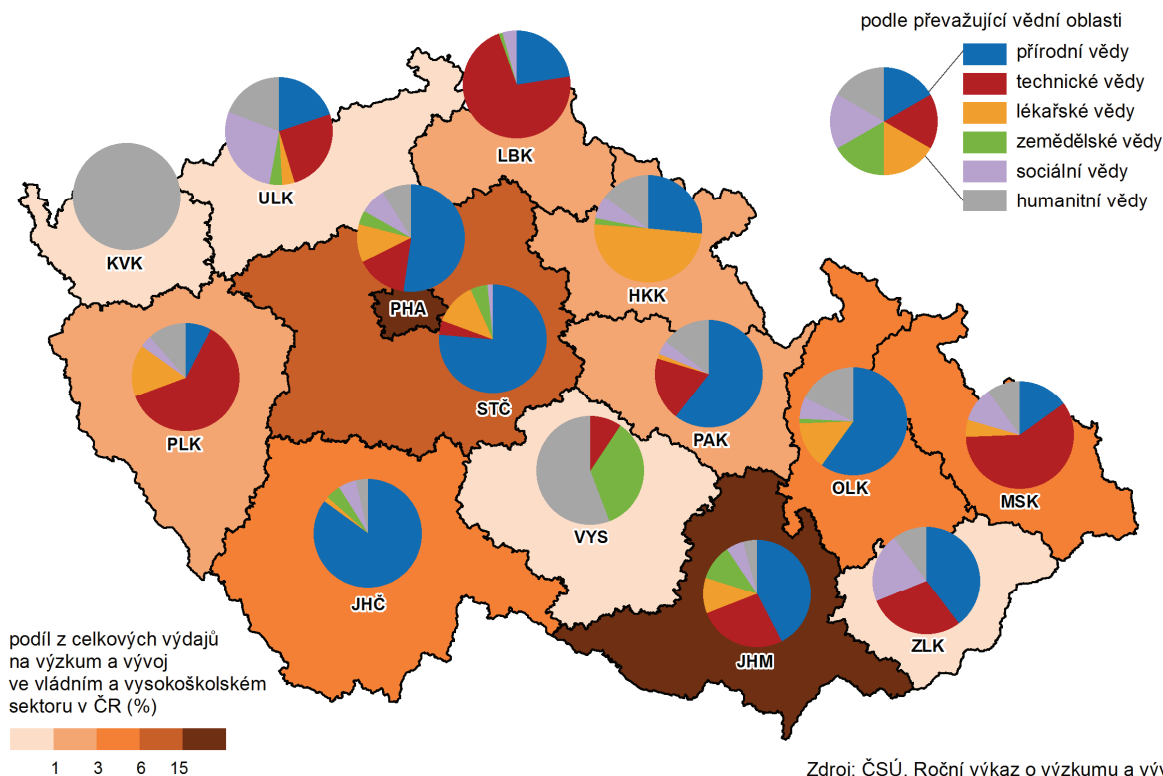 podle převažující vědní oblasti
přírodní vědy
technické vědy
lékařské vědy
zemědělské vědy
sociální vědy
humanitní vědy
LBK
ULK
KVK
HKK
PHA
STČ
PLK
PAK
OLK
MSK
VYS
JHČ
ZLK
JHM
podíl z celkových výdajů
na výzkum a vývoj
ve vládním a vysokoškolském
sektoru v ČR (%)
1 3 6 15
Zdroj: ČSÚ. Roční výkaz o výzkumu a výv